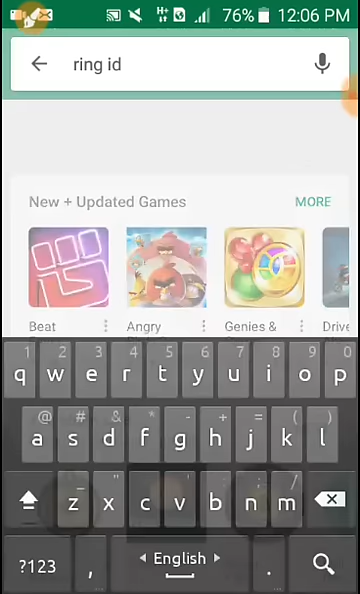 H+ 76% 12:06 PM
ring id
New + Updated Games MORE
Beat Angry Genies & Drive
1 2 3 4 5 6 7 8 9 0
q w e r t y u i o p
@ # & * - + = ( )
a s d f g h j k l
_ " ' : ; /
z x c v b n m
?123 , English .